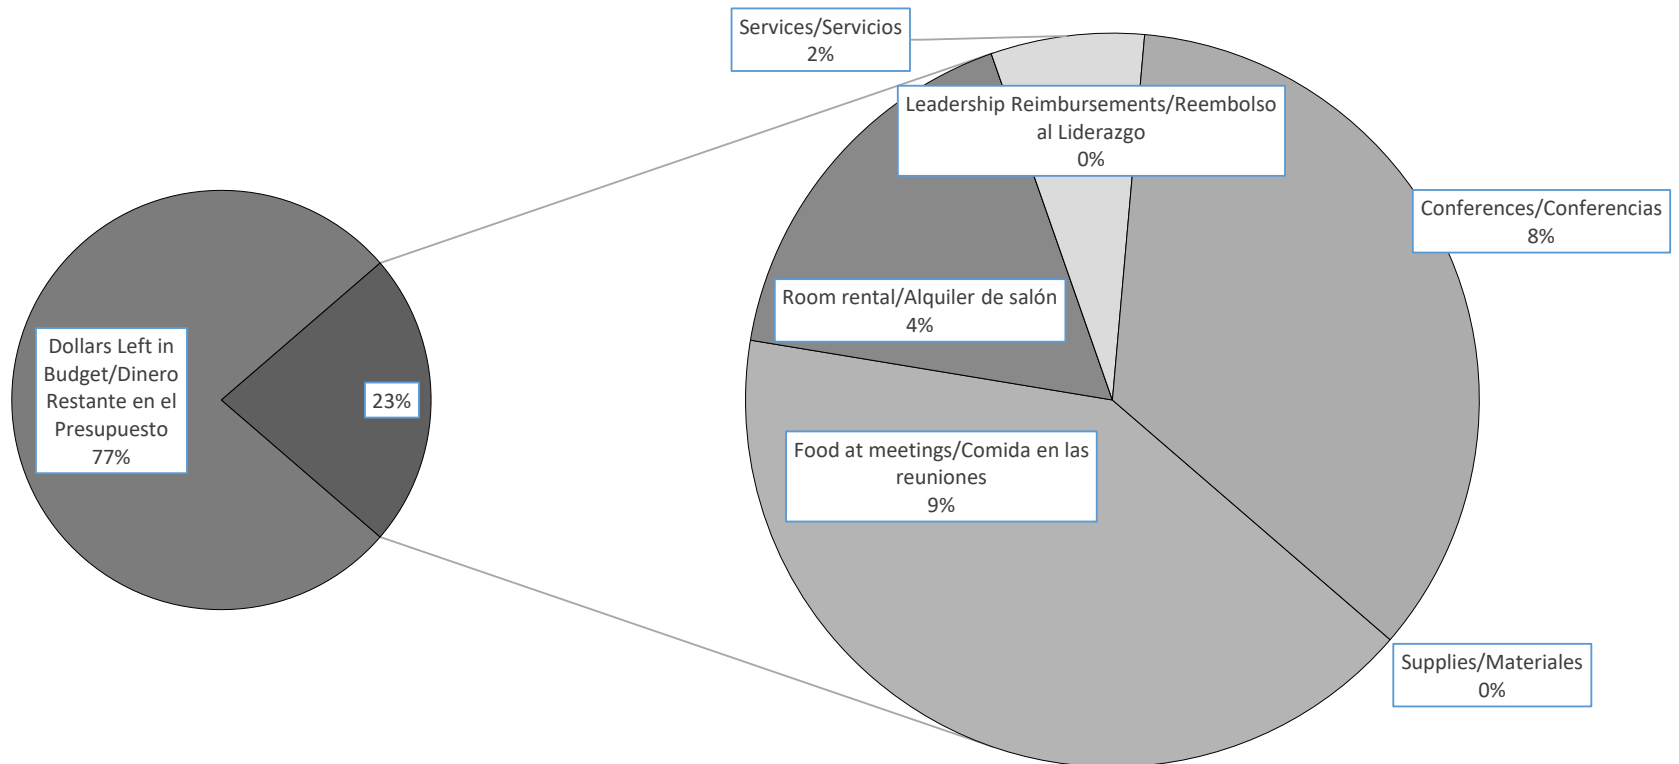 Services/Servicios
2%
Leadership Reimbursements/Reembolso
al Liderazgo
0%
Conferences/Conferencias
8%
Room rental/Alquiler de salón
4%
Dollars Left in
Budget/Dinero
Restante en el
Presupuesto
77%
23%
Food at meetings/Comida en las
reuniones
9%
Supplies/Materiales
0%